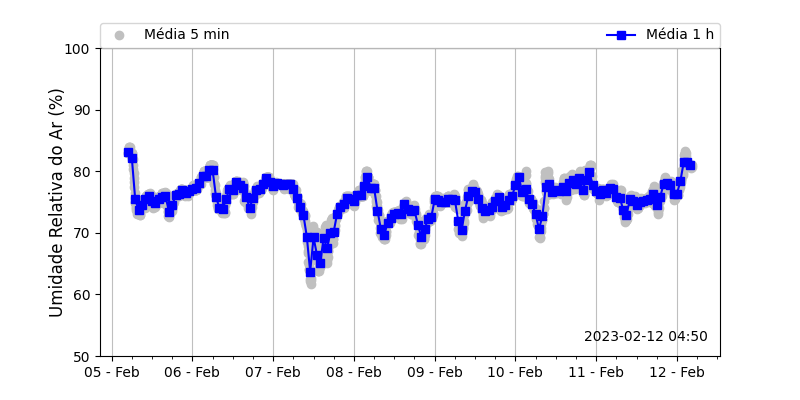 Média 5 min
Média 1 h
100
90
80
70
60
50
Umidade Relativa do Ar (%)
2023-02-12 04:50
05 - Feb
06 - Feb
07 - Feb
08 - Feb
09 - Feb
10 - Feb
11 - Feb
12 - Feb